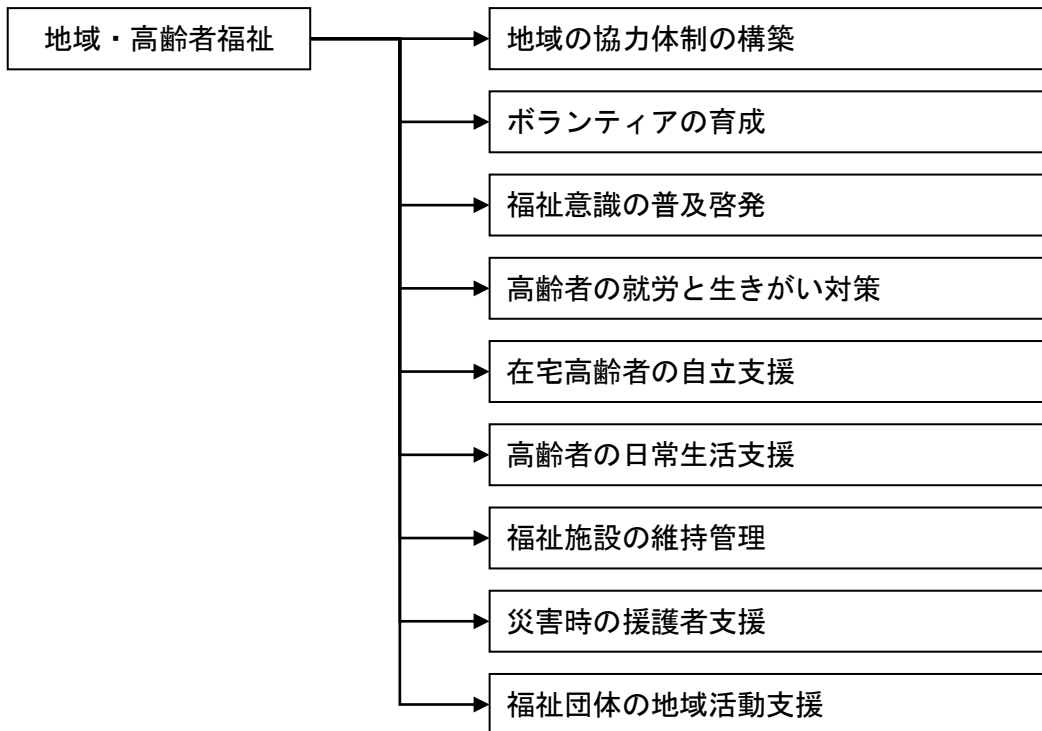 地域・高齢者福祉
地域の協力体制の構築
ボランティアの育成
福祉意識の普及啓発
高齢者の就労と生きがい対策
在宅高齢者の自立支援
高齢者の日常生活支援
福祉施設の維持管理
災害時の援護者支援
福祉団体の地域活動支援